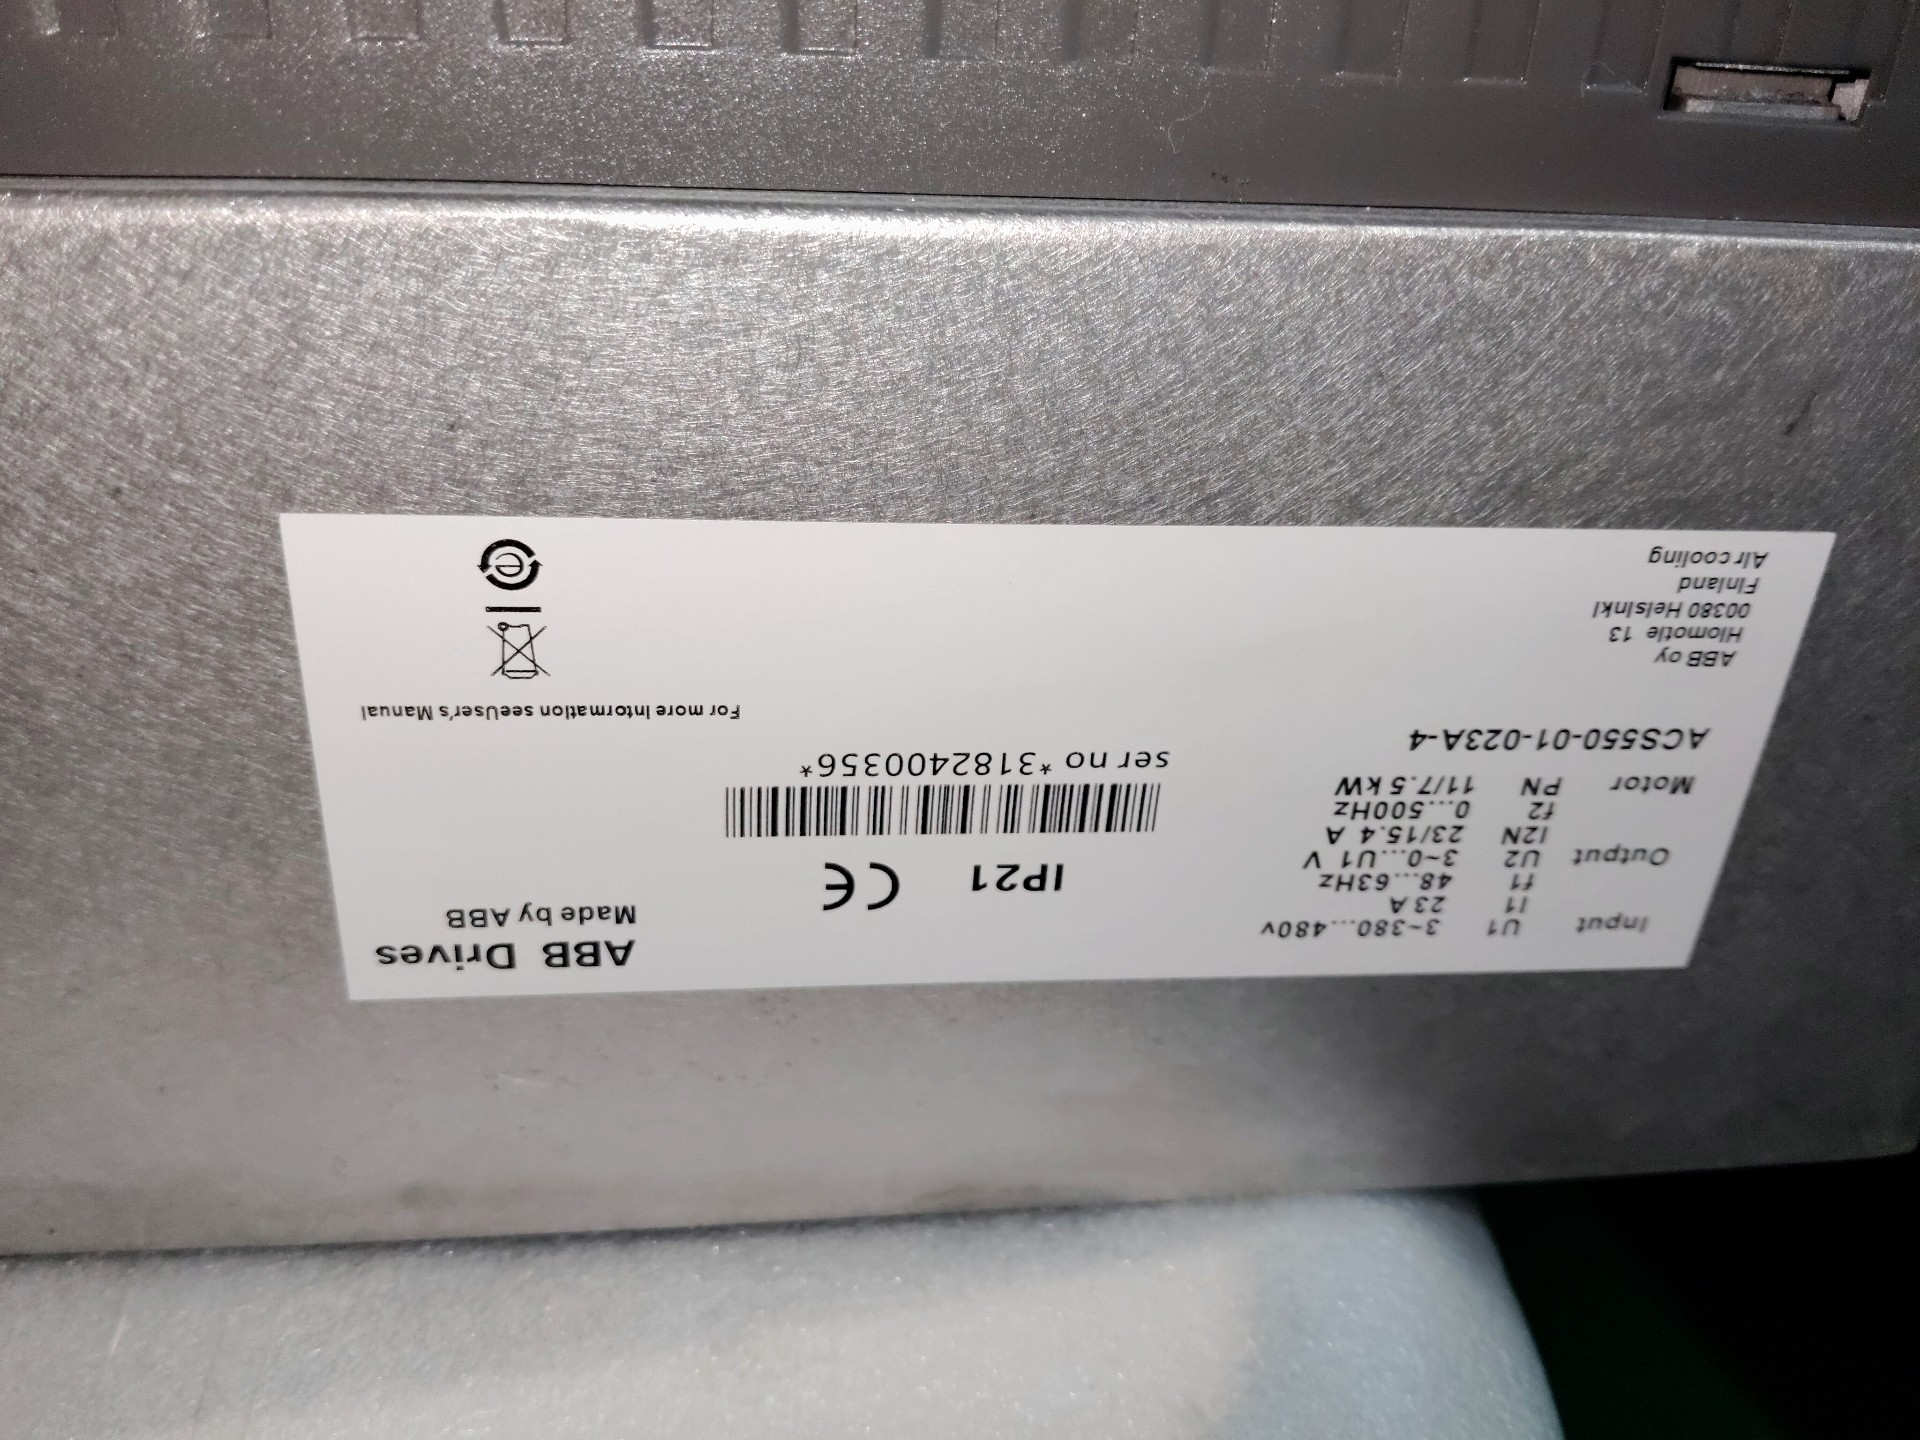 ABB Drives
Made by ABB
Input U1 3~380...480v
I1 23 A
f1 48...63Hz
Output U2 3~0...U1 V
I2N 23/15.4 A
f2 0...500Hz
Motor PN 11/7.5 kW
ACS550-01-023A-4
IP21 CE
ser no *3182400356*
For more Information seeUser's Manual
ABB oy
HIomotIe 13
00380 HelsInkI
FInland
AIr cooling
e